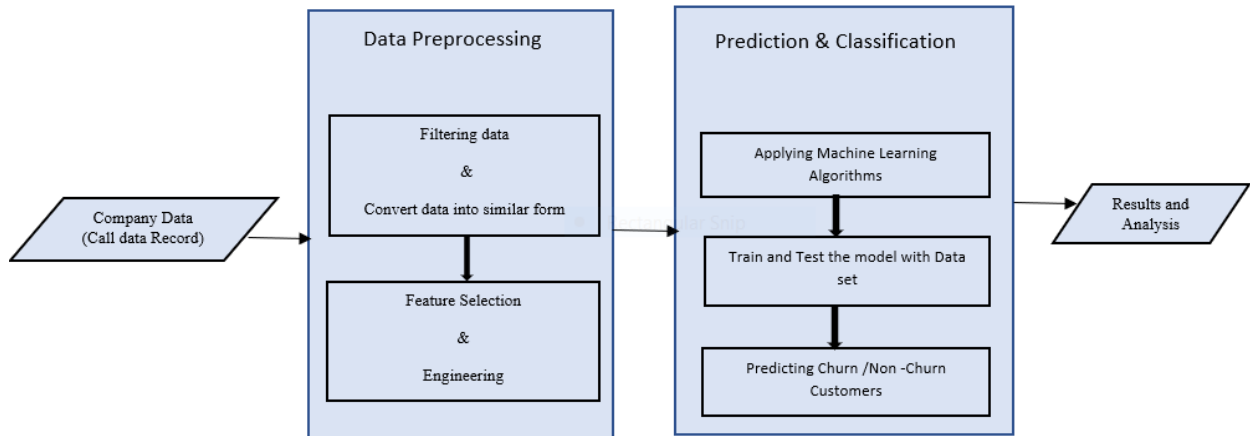 Company Data
(Call data Record)
Data Preprocessing
Filtering data
&
Convert data into similar form
Feature Selection
&
Engineering
Rectangular Snip
Prediction & Classification
Applying Machine Learning
Algorithms
Train and Test the model with Data
set
Predicting Churn /Non -Churn
Customers
Results and
Analysis